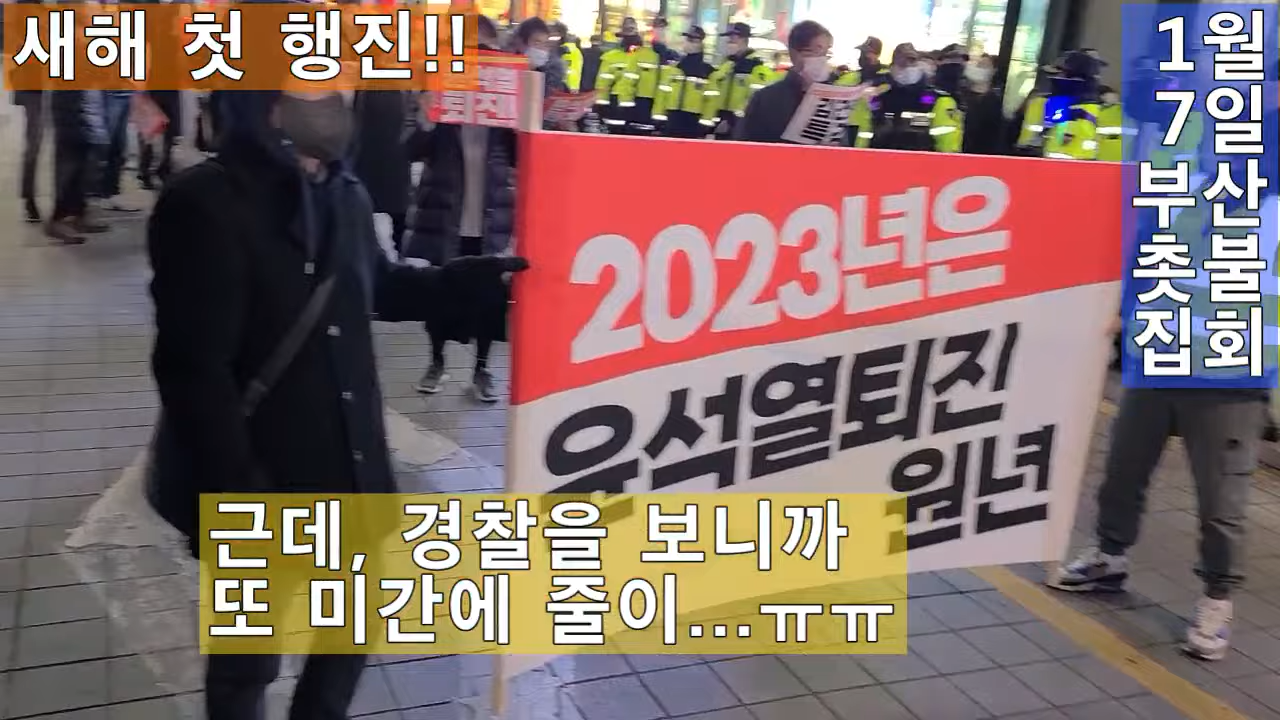 새해 첫 행진!!
1월
7일
부산
촛불
집회
퇴진!
2023년은
윤석열퇴진
원년
근데, 경찰을 보니까
또 미간에 줄이...ㅠㅠ